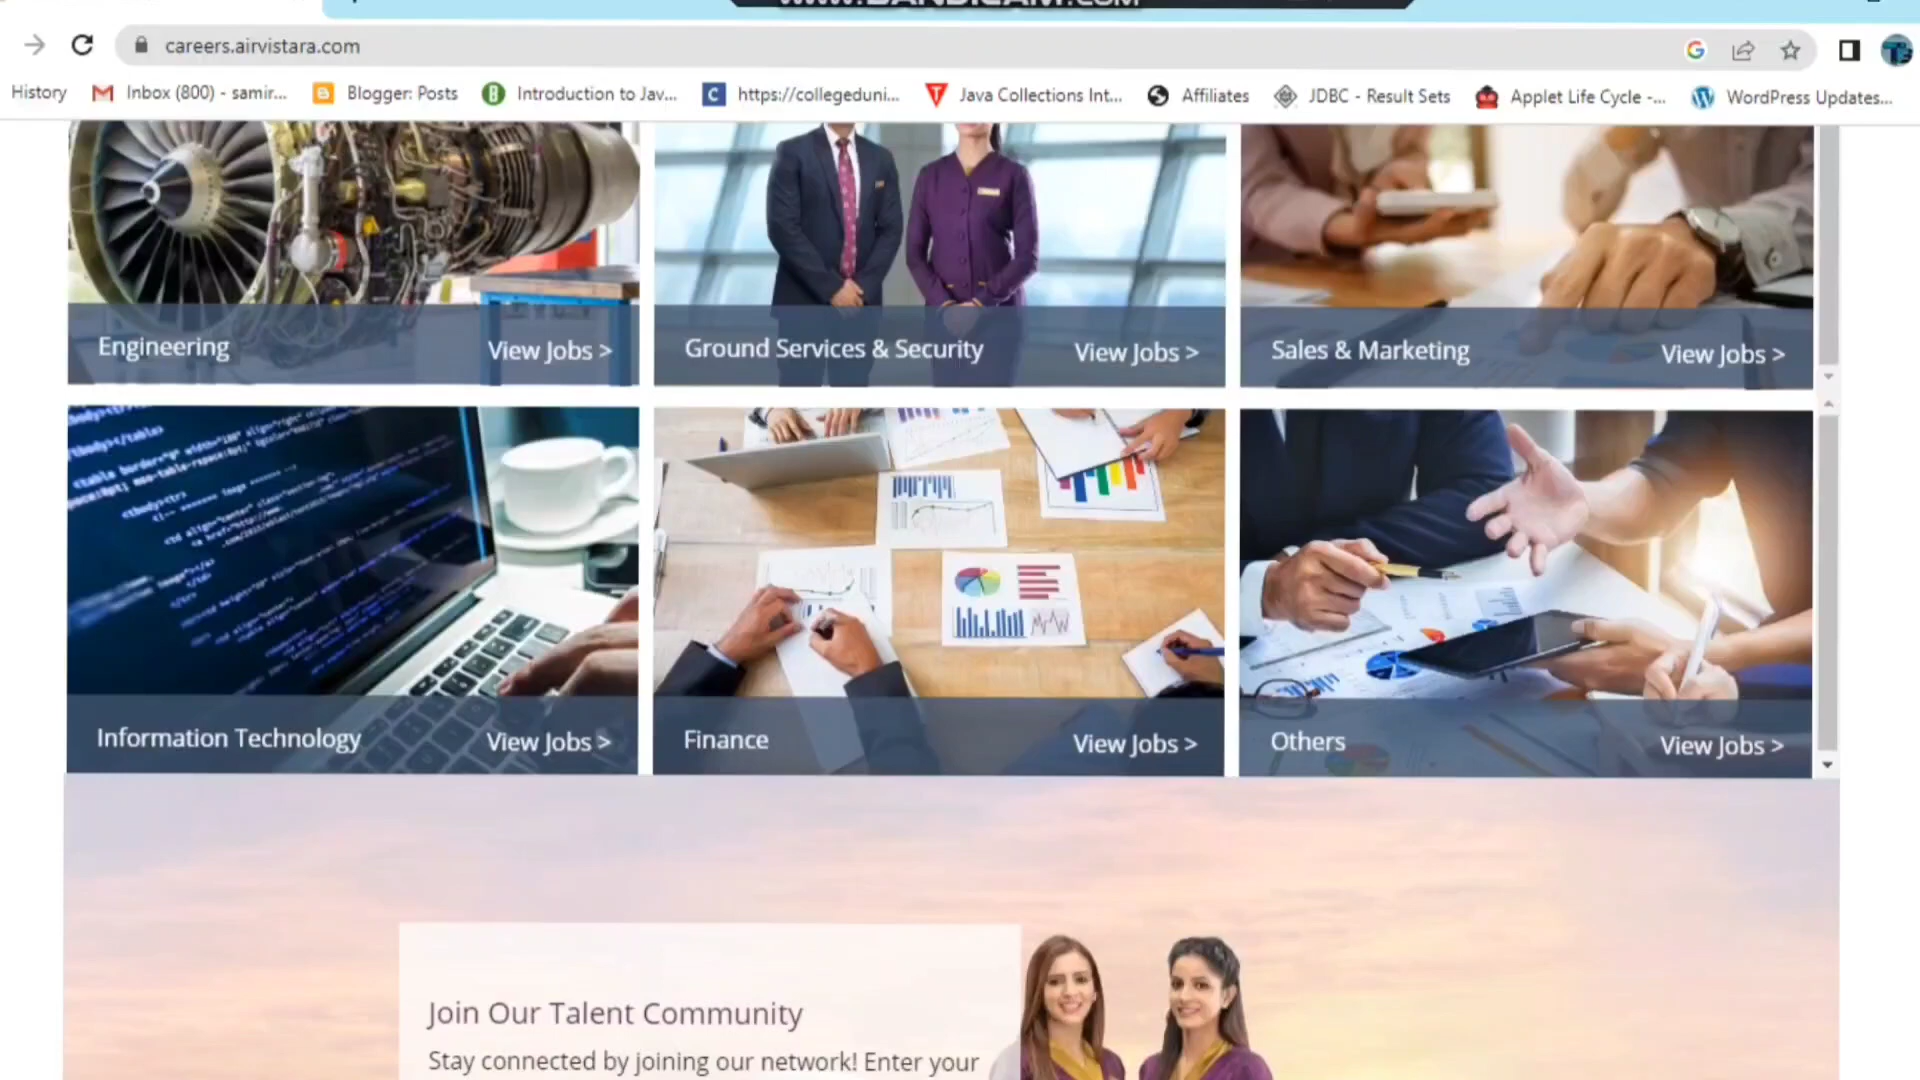 www.BANDICAM.com
careers.airvistara.com
History
Inbox (800) - samir...
Blogger: Posts
Introduction to Jav...
https://collegeduni...
Java Collections Int...
Affiliates
JDBC - Result Sets
Applet Life Cycle -...
WordPress Updates...
Engineering
View Jobs >
Ground Services & Security
View Jobs >
Sales & Marketing
View Jobs >
Information Technology
View Jobs >
Finance
View Jobs >
Others
View Jobs >
Join Our Talent Community
Stay connected by joining our network! Enter your